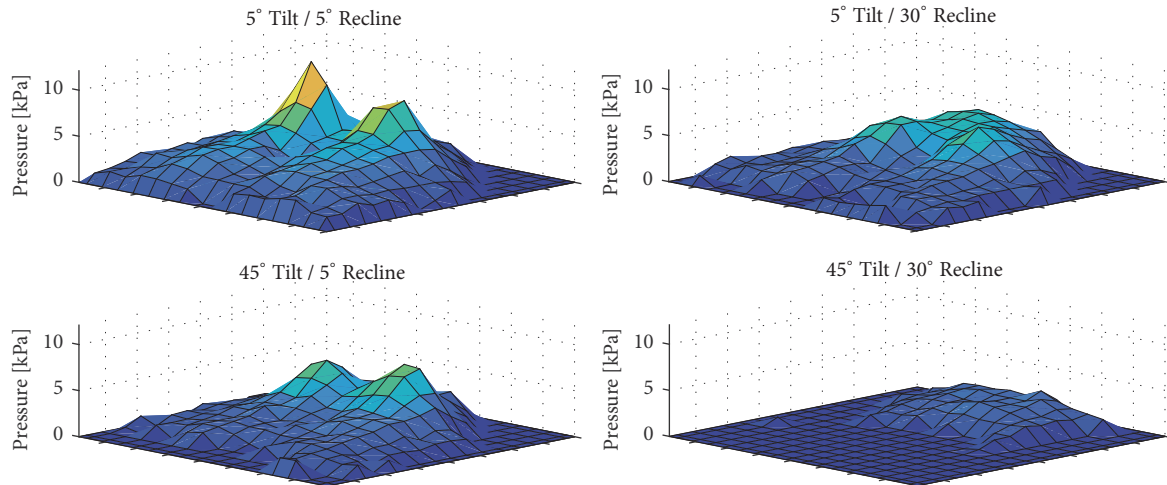 5° Tilt / 5° Recline
Pressure [kPa]
10
5
0
5° Tilt / 30° Recline
Pressure [kPa]
10
5
0
45° Tilt / 5° Recline
Pressure [kPa]
10
5
0
45° Tilt / 30° Recline
Pressure [kPa]
10
5
0